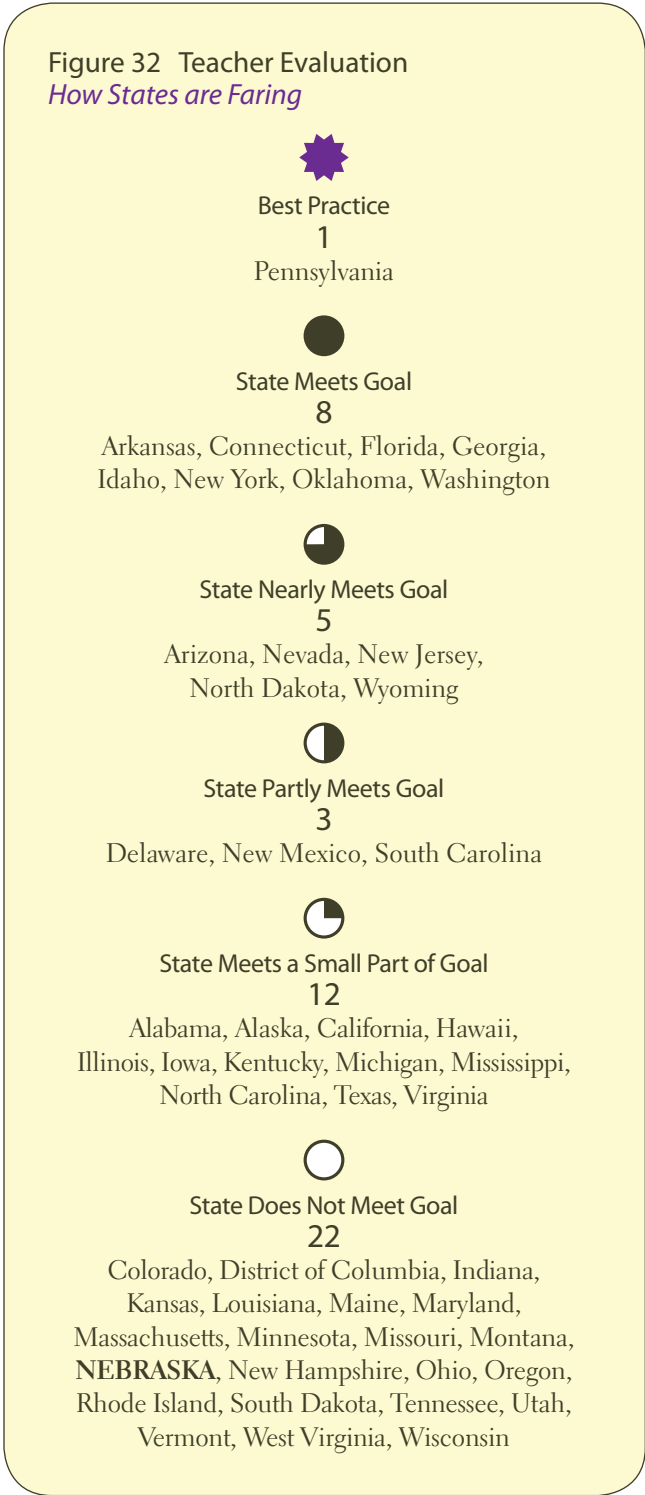 Figure 32 Teacher Evaluation
How States are Faring
Best Practice
1
Pennsylvania
State Meets Goal
8
Arkansas, Connecticut, Florida, Georgia,
Idaho, New York, Oklahoma, Washington
State Nearly Meets Goal
5
Arizona, Nevada, New Jersey,
North Dakota, Wyoming
State Partly Meets Goal
3
Delaware, New Mexico, South Carolina
State Meets a Small Part of Goal
12
Alabama, Alaska, California, Hawaii,
Illinois, Iowa, Kentucky, Michigan, Mississippi,
North Carolina, Texas, Virginia
State Does Not Meet Goal
22
Colorado, District of Columbia, Indiana,
Kansas, Louisiana, Maine, Maryland,
Massachusetts, Minnesota, Missouri, Montana,
NEBRASKA, New Hampshire, Ohio, Oregon,
Rhode Island, South Dakota, Tennessee, Utah,
Vermont, West Virginia, Wisconsin